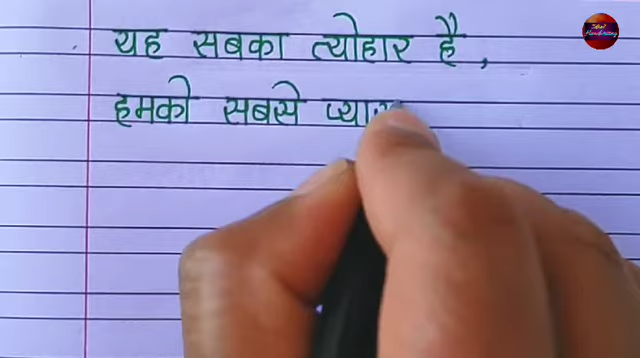 यह सबका त्योहार है,
हमको सबसे